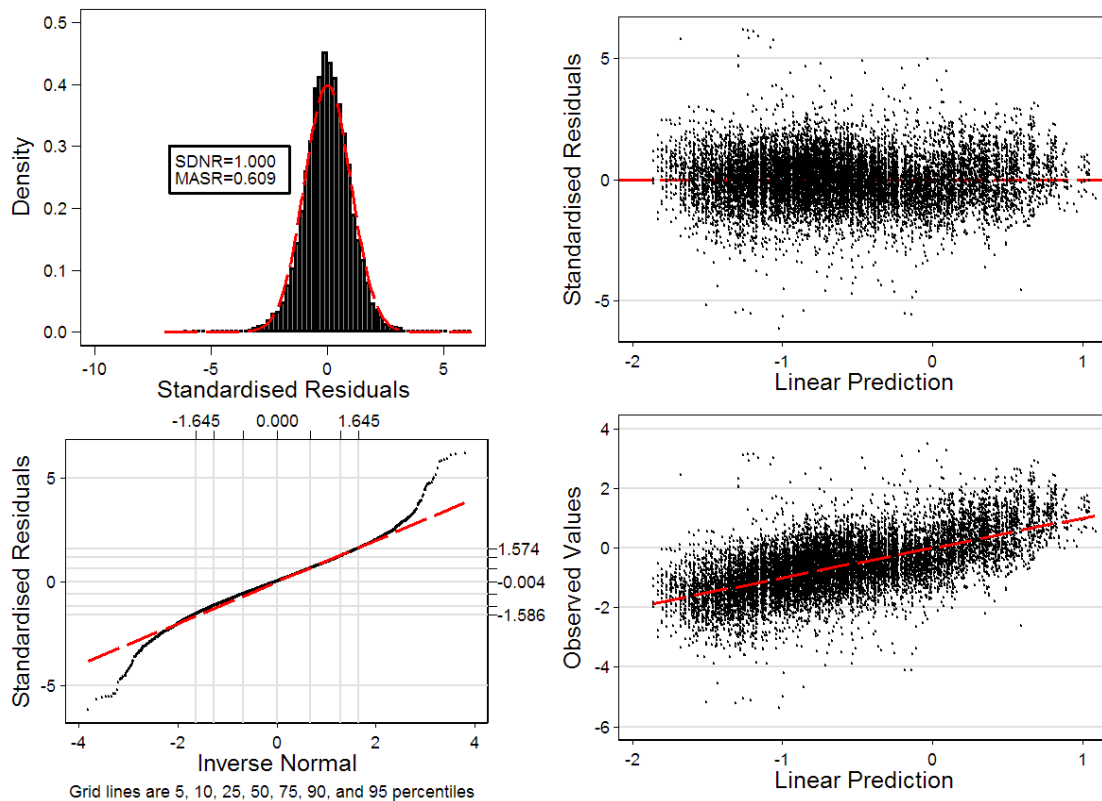 0.5
0.4
0.3
0.2
0.1
0.0
Density
SDNR=1.000
MASR=0.609
-10 -5 0 5
Standardised Residuals
5
0
-5
Standardised Residuals
-2 -1 0 1
Linear Prediction
-1.645 0.000 1.645
5
0
-5
Standardised Residuals
1.574
-0.004
-1.586
-4 -2 0 2 4
Inverse Normal
Grid lines are 5, 10, 25, 50, 75, 90, and 95 percentiles
4
2
0
-2
-4
-6
Observed Values
-2 -1 0 1
Linear Prediction